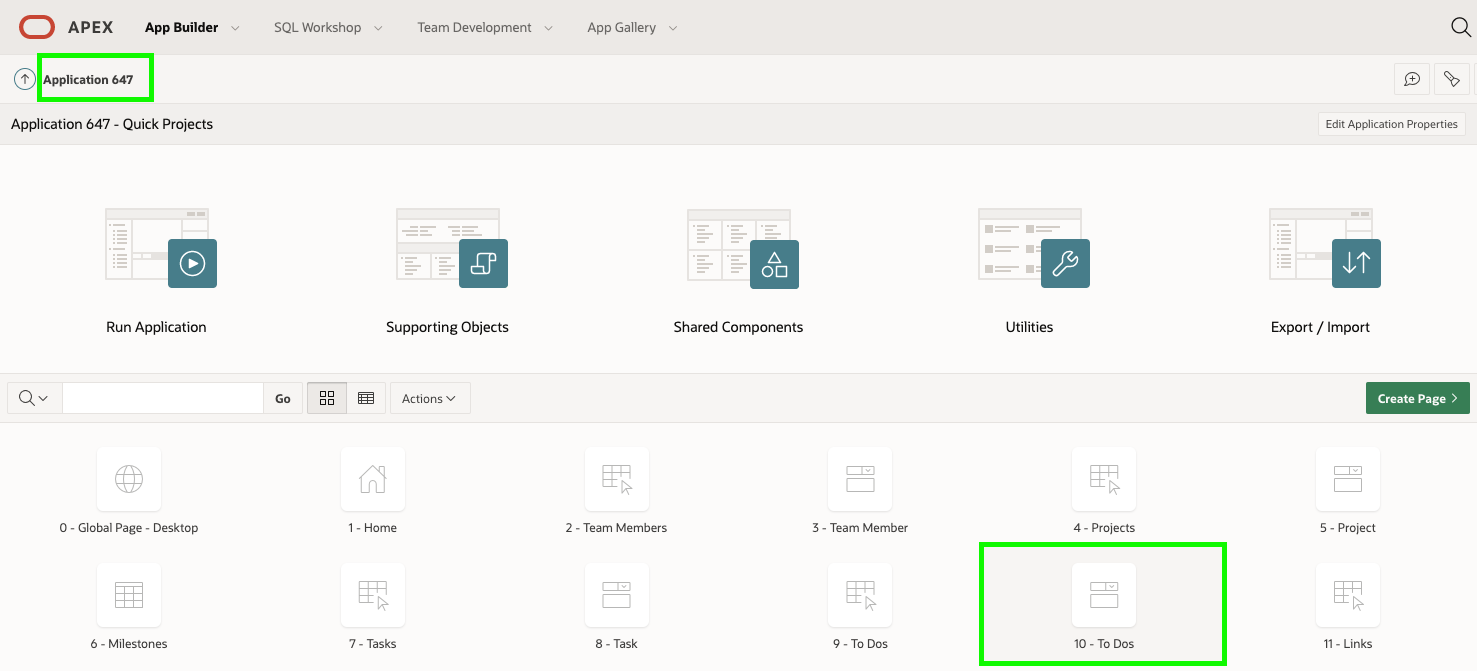 APEX App Builder SQL Workshop Team Development App Gallery
Application 647
Application 647 - Quick Projects Edit Application Properties
Run Application Supporting Objects Shared Components Utilities Export / Import
Go Actions Create Page
0 - Global Page - Desktop 1 - Home 2 - Team Members 3 - Team Member 4 - Projects 5 - Project
6 - Milestones 7 - Tasks 8 - Task 9 - To Dos 10 - To Dos 11 - Links